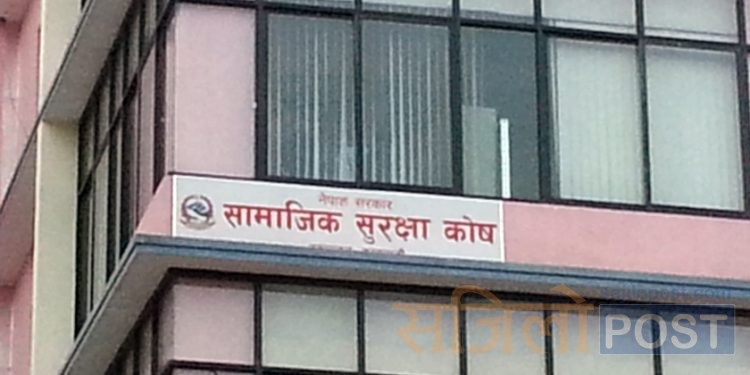 नेपाल सरकार
सामाजिक सुरक्षा कोष
सजिलो POST